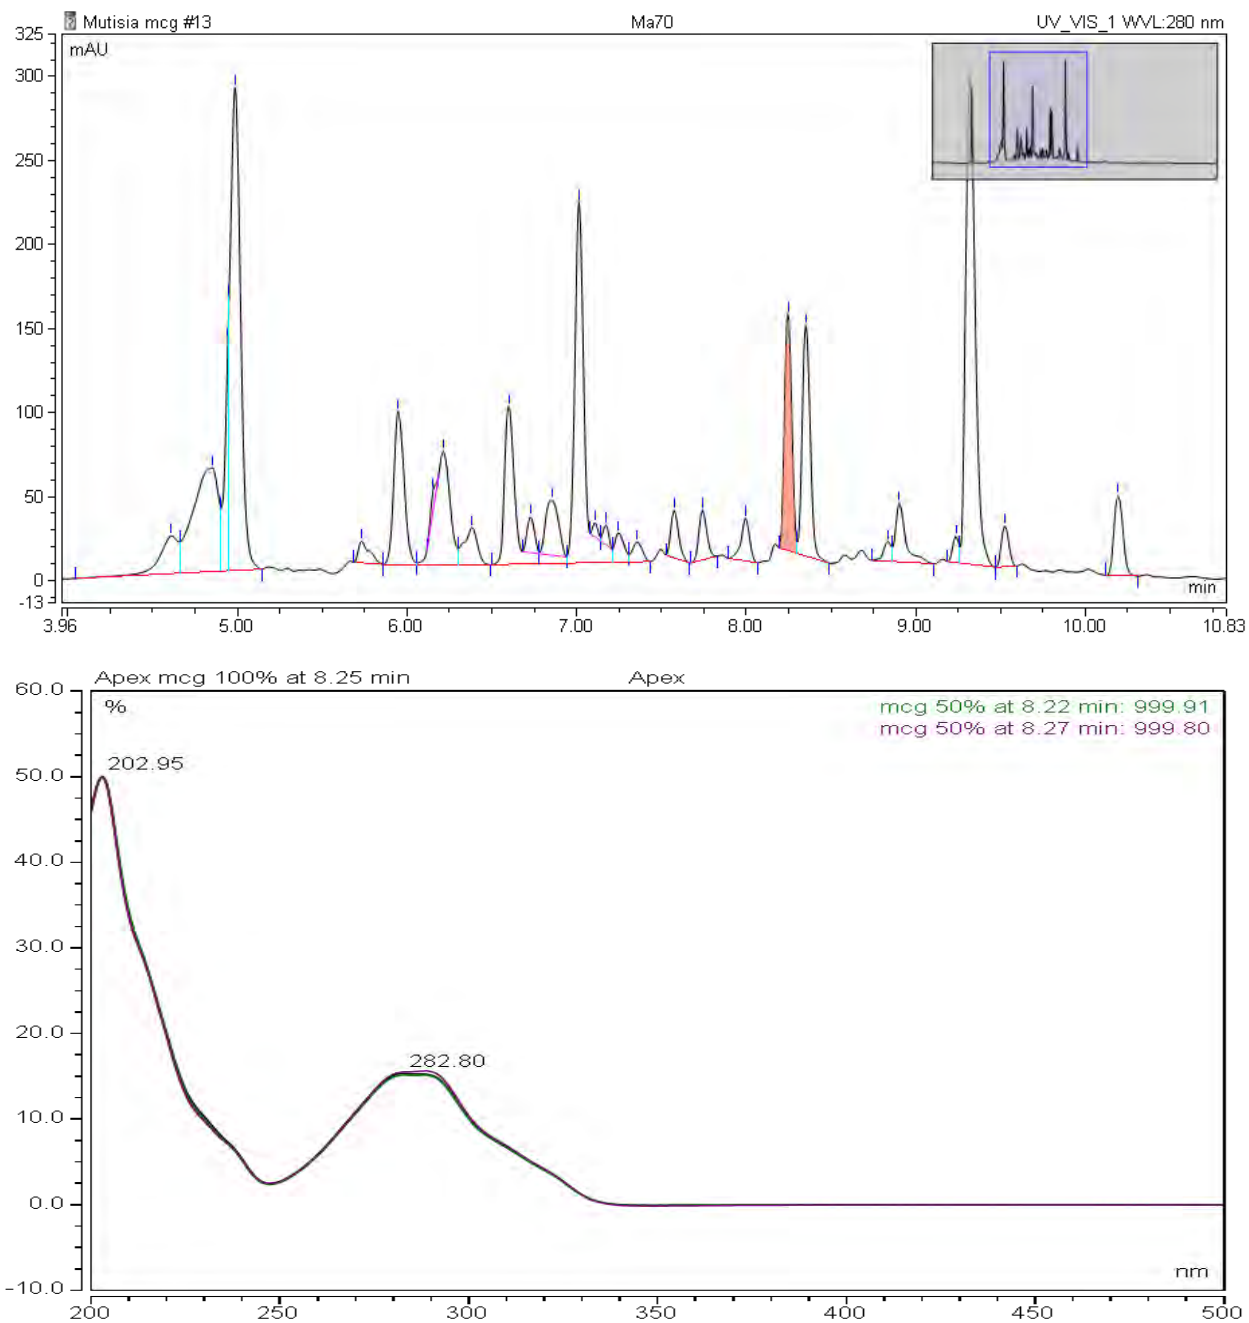 Mutisia mcg #13 Ma70 UV_VIS_1 WVL:280 nm
mAU
325
300
250
200
150
100
50
0
-13
min
3.96 5.00 6.00 7.00 8.00 9.00 10.00 10.83
Apex mcg 100% at 8.25 min Apex
60.0
%
mcg 50% at 8.22 min: 999.91
mcg 50% at 8.27 min: 999.80
202.95
50.0
40.0
30.0
20.0
282.80
10.0
0.0
nm
-10.0
200 250 300 350 400 450 500